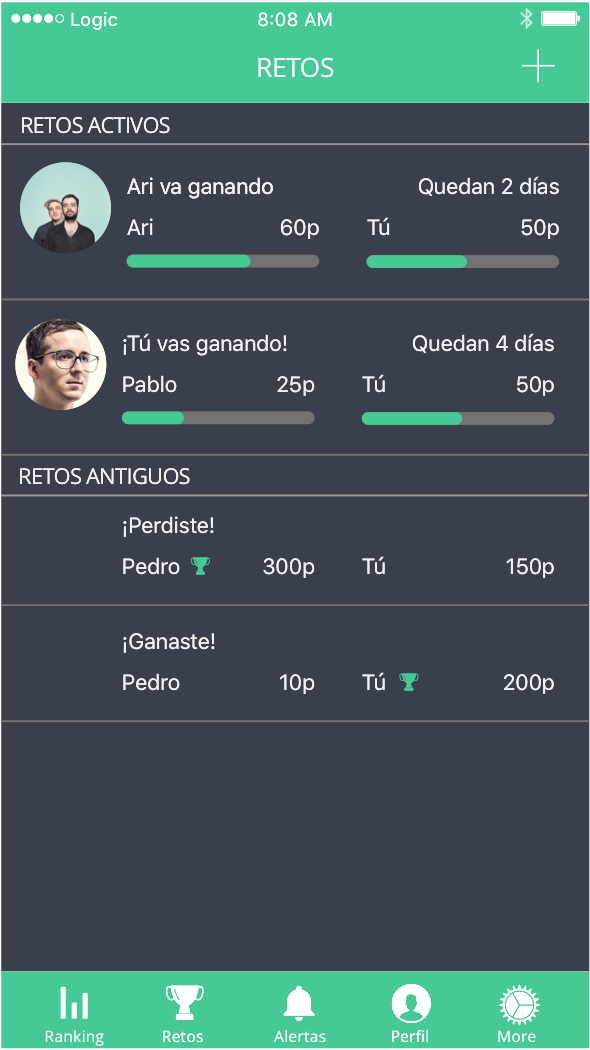 Logic 8:08 AM
RETOS
RETOS ACTIVOS
Ari va ganando Quedan 2 días
Ari 60p Tú 50p
¡Tú vas ganando! Quedan 4 días
Pablo 25p Tú 50p
RETOS ANTIGUOS
¡Perdiste!
Pedro 300p Tú 150p
¡Ganaste!
Pedro 10p Tú 200p
Ranking Retos Alertas Perfil More